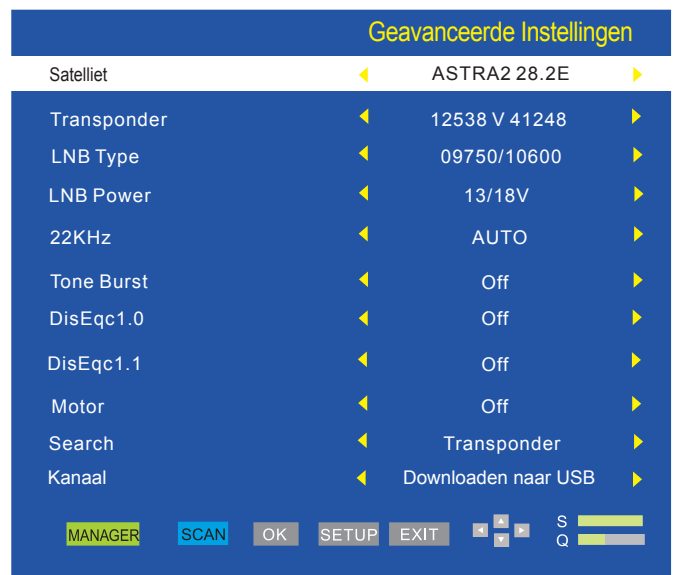 Geavanceerde Instellingen
Satelliet ASTRA2 28.2E
Transponder 12538 V 41248
LNB Type 09750/10600
LNB Power 13/18V
22KHz AUTO
Tone Burst Off
DisEqc1.0 Off
DisEqc1.1 Off
Motor Off
Search Transponder
Kanaal Downloaden naar USB
MANAGER SCAN OK SETUP EXIT S
Q